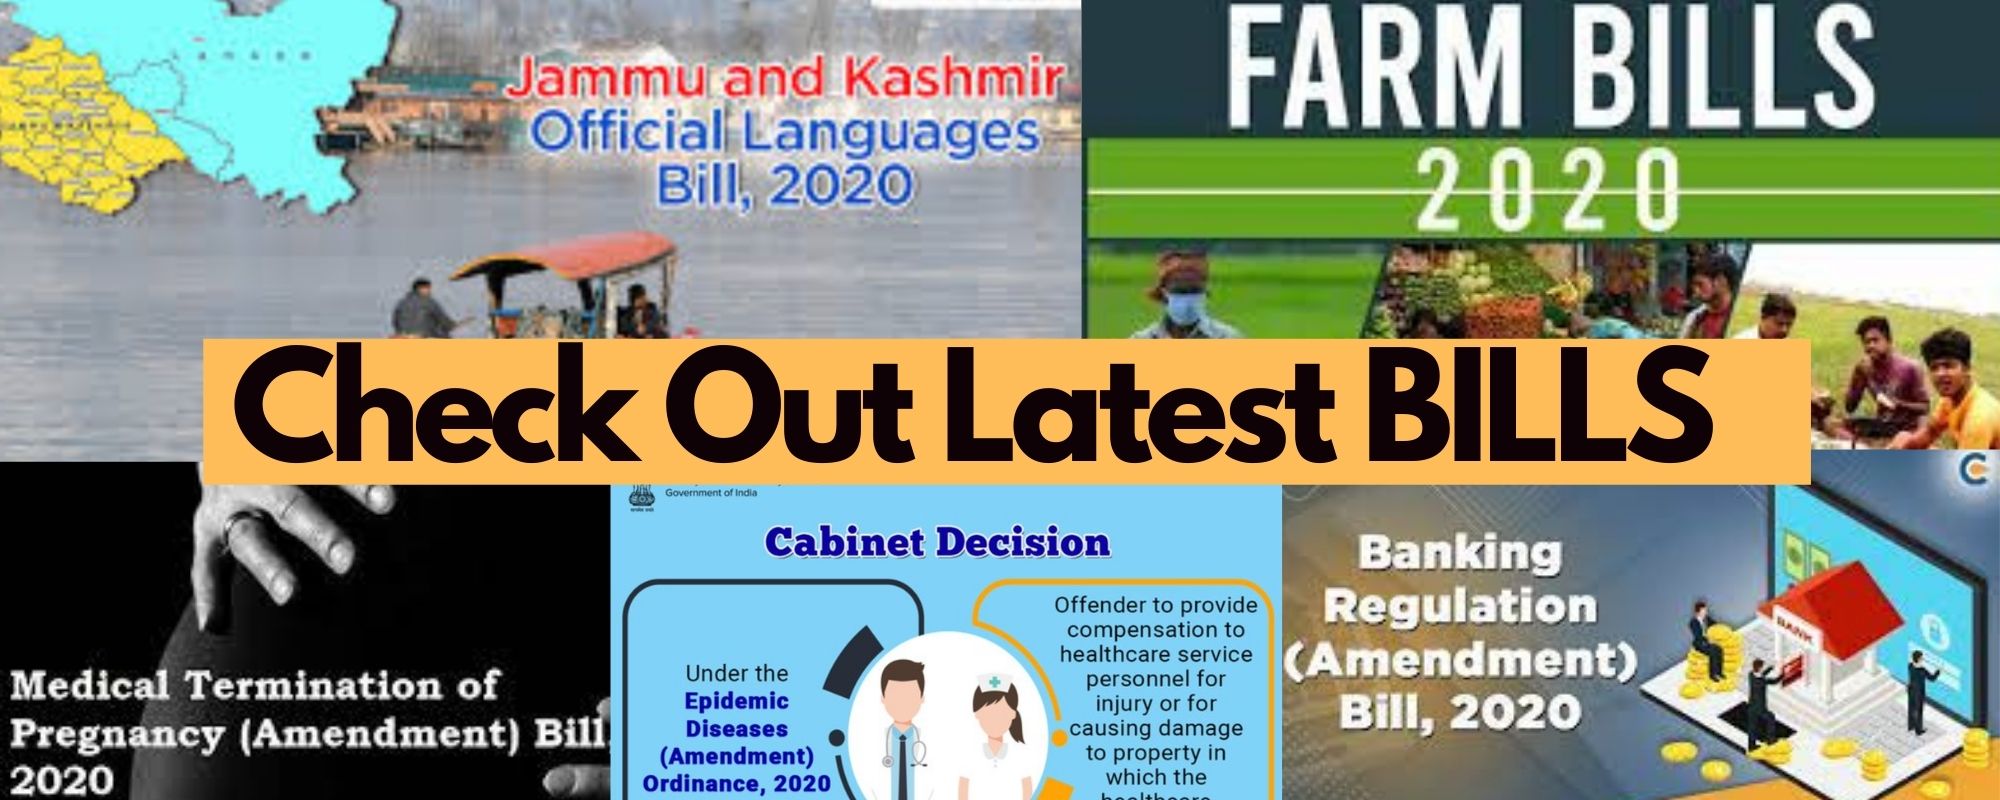 Jammu and Kashmir
Official Languages
Bill, 2020
FARM BILLS
2020
Check Out Latest BILLS
Medical Termination of
Pregnancy (Amendment) Bill
2020
Government of India
Cabinet Decision
Under the
Epidemic
Diseases
(Amendment)
Ordinance, 2020
Offender to provide
compensation to
healthcare service
personnel for
injury or for
causing damage
to property in
which the
healthcare
Banking
Regulation
(Amendment)
Bill, 2020
BANK
C